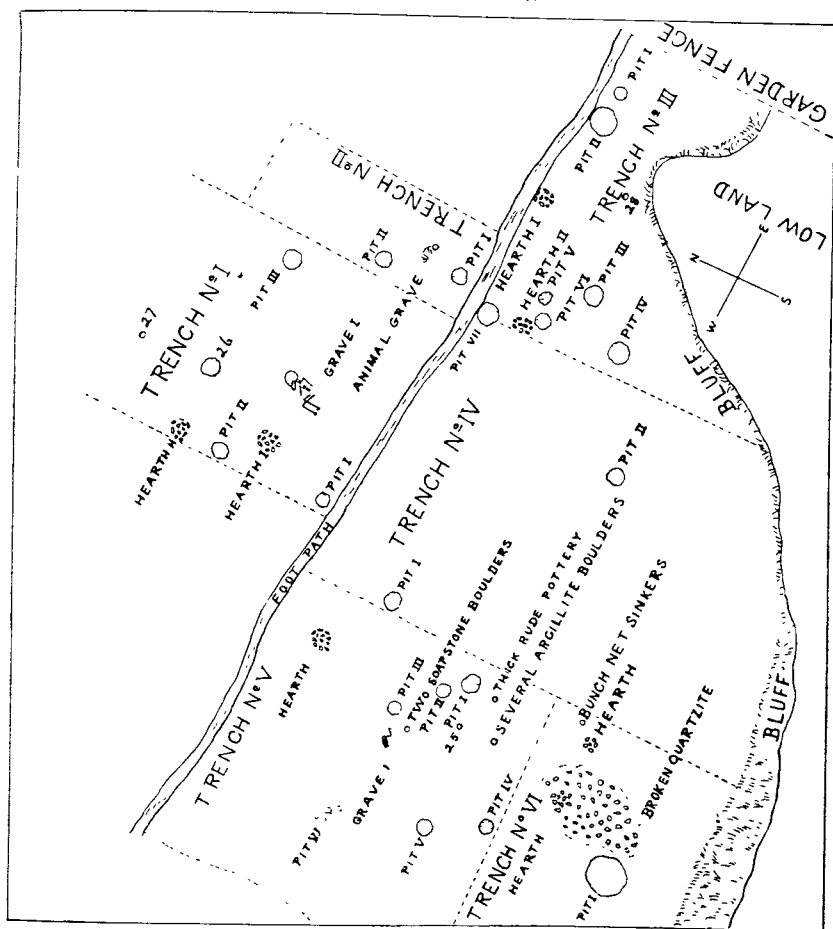 GARDEN FENCE
PIT I
PIT II
TRENCH No III
28
LOW LAND
N
E
S
W
TRENCH No II
HEARTH I
HEARTH II
PIT V
PIT VI
PIT III
PIT IV
PIT VII
BLUFF
TRENCH No I
27
26
PIT III
PIT II
PIT I
ANIMAL GRAVE
GRAVE I
HEARTH II
PIT II
HEARTH I
PIT I
FOOT PATH
TRENCH No IV
PIT I
PIT II
TRENCH No V
HEARTH
PIT III
TWO SOAPSTONE BOULDERS
PIT II
PIT I
25
THICK RUDE POTTERY
SEVERAL ARGILLITE BOULDERS
GRAVE I
PIT VI
PIT V
PIT IV
BUNCH NET SINKERS
HEARTH
BROKEN QUARTZITE
TRENCH No VI
HEARTH
PIT I
BLUFF